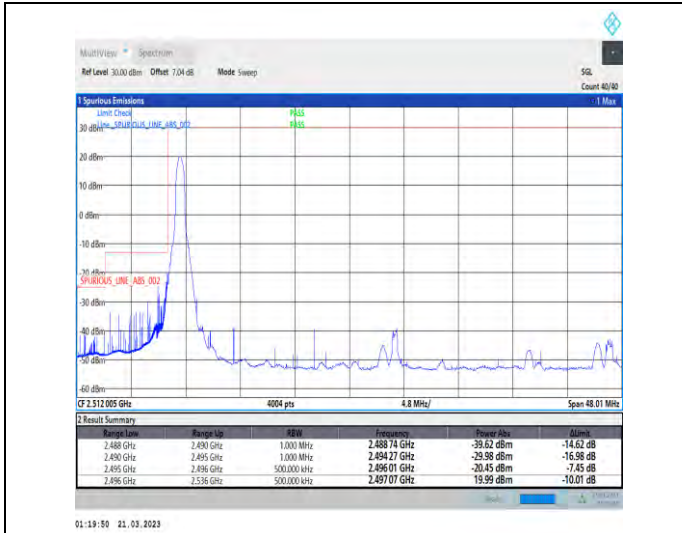 MultiView Spectrum
Ref Level 30.00 dBm Offset 7.04 dB Mode Sweep SGL
Count 40/40
1 Spurious Emissions 1 Max
Limit Check PASS
Line_SPURIOUS_LINE_ABS_002 PASS
30 dBm
20 dBm
10 dBm
0 dBm
-10 dBm
-20 dBm
SPURIOUS_LINE_ABS_002
-30 dBm
-40 dBm
-50 dBm
-60 dBm
CF 2.512 005 GHz 4004 pts 4.8 MHz/ Span 48.01 MHz
2 Result Summary
Range Low Range Up RBW Frequency Power Abs ΔLimit
2.488 GHz 2.490 GHz 1.000 MHz 2.488 74 GHz -39.62 dBm -14.62 dB
2.490 GHz 2.495 GHz 1.000 MHz 2.494 27 GHz -29.98 dBm -16.98 dB
2.495 GHz 2.496 GHz 500.000 kHz 2.496 01 GHz -20.45 dBm -7.45 dB
2.496 GHz 2.536 GHz 500.000 kHz 2.497 07 GHz 19.99 dBm -10.01 dB
01:19:50 21.03.2023